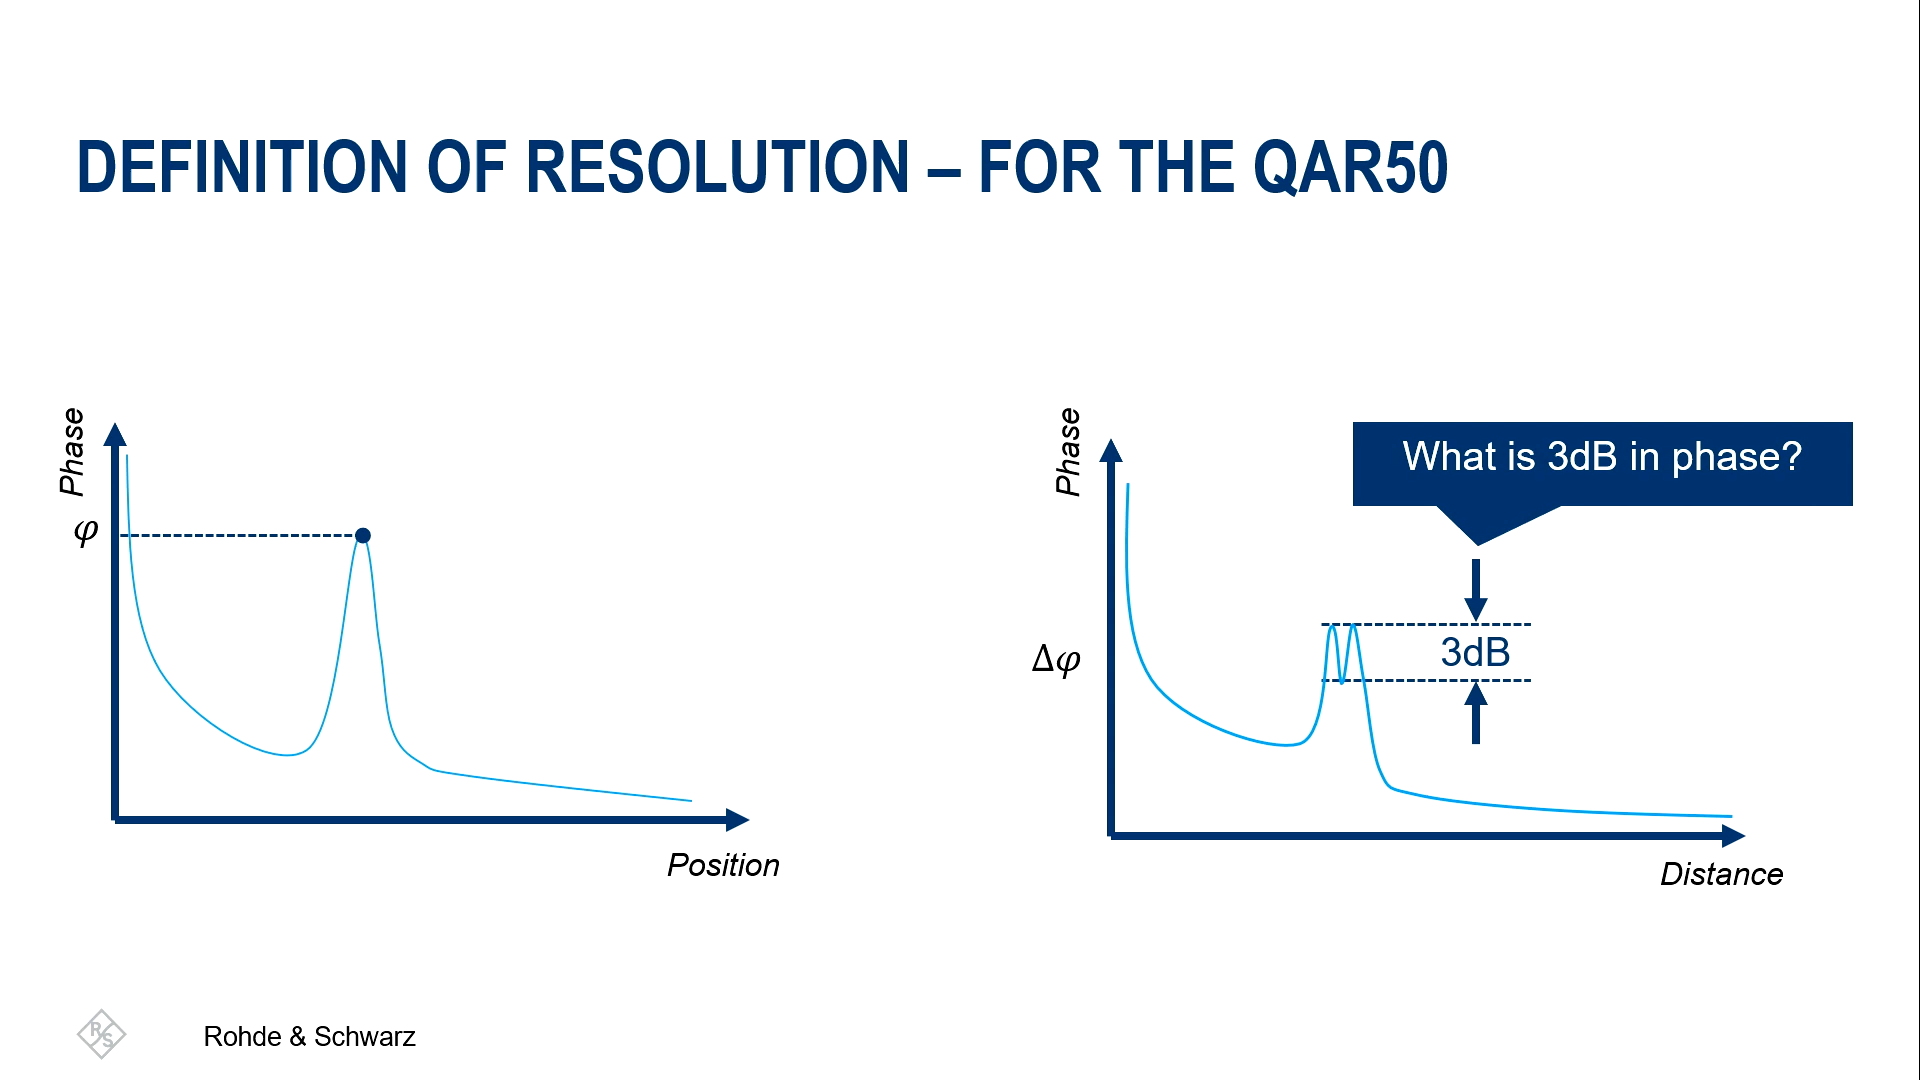 DEFINITION OF RESOLUTION – FOR THE QAR50
Phase
φ
Position
Phase
What is 3dB in phase?
3dB
Δφ
Distance
R S
Rohde & Schwarz